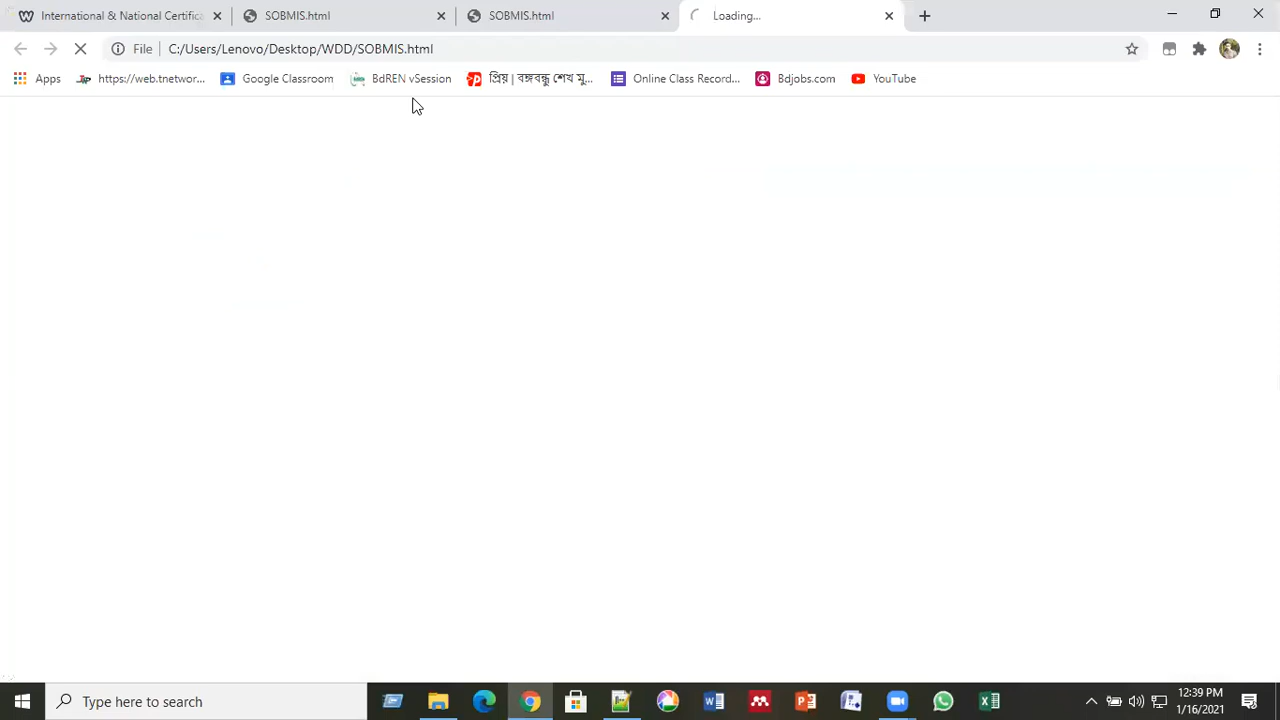 International & National Certifica
SOBMIS.html
SOBMIS.html
Loading...
File
C:/Users/Lenovo/Desktop/WDD/SOBMIS.html
Apps
https://web.tnetwor...
Google Classroom
BdREN vSession
প্রিয় | বঙ্গবন্ধু শেখ মু...
Online Class Record...
Bdjobs.com
YouTube
Type here to search
12:39 PM
1/16/2021